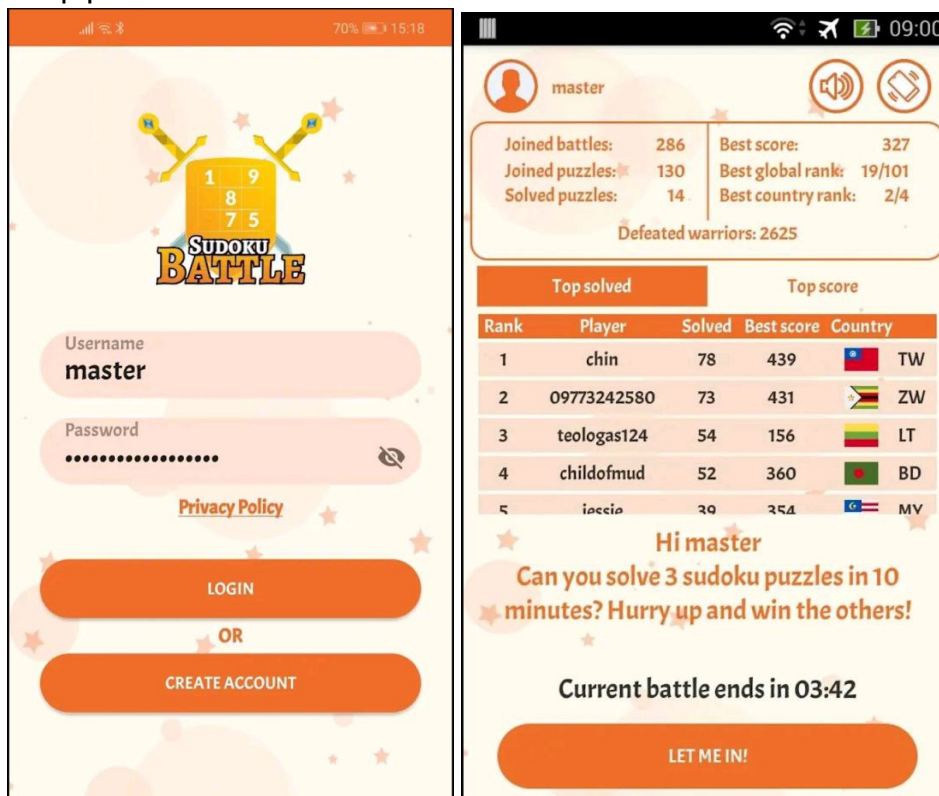 70% 15:18
1 9
8
7 5
SUDOKU
BATTLE
Username
master
Password
••••••••••••••••••
Privacy Policy
LOGIN
OR
CREATE ACCOUNT
09:00
master
Joined battles: 286
Joined puzzles: 130
Solved puzzles: 14
Best score: 327
Best global rank: 19/101
Best country rank: 2/4
Defeated warriors: 2625
Top solved Top score
Rank Player Solved Best score Country
1 chin 78 439 TW
2 09773242580 73 431 ZW
3 teologas124 54 156 LT
4 childofmud 52 360 BD
5 jessie 39 354 MY
Hi master
Can you solve 3 sudoku puzzles in 10
minutes? Hurry up and win the others!
Current battle ends in 03:42
LET ME IN!